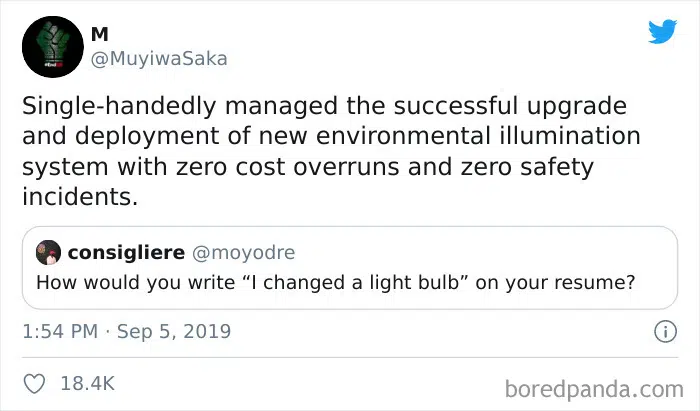 M
@MuyiwaSaka
Single-handedly managed the successful upgrade
and deployment of new environmental illumination
system with zero cost overruns and zero safety
incidents.
consigliere @moyodre
How would you write “I changed a light bulb” on your resume?
1:54 PM · Sep 5, 2019
18.4K
boredpanda.com